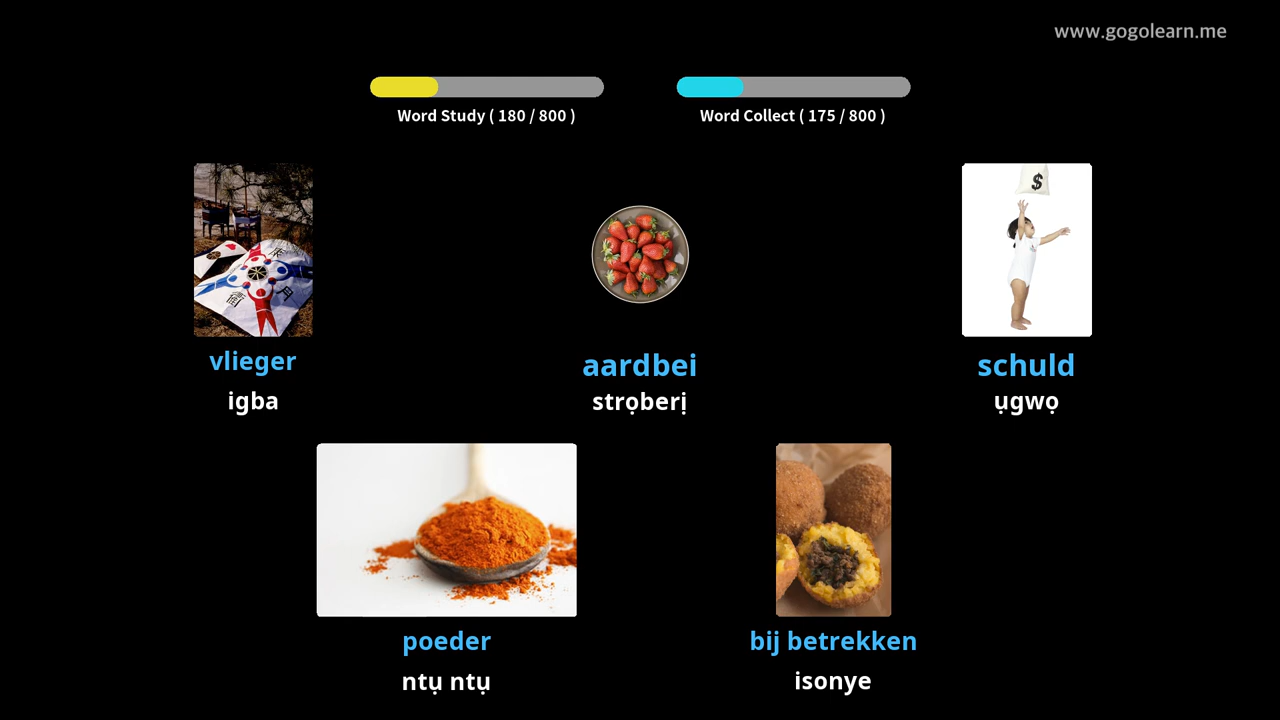 www.gogolearn.me
Word Study ( 180 / 800 )
Word Collect ( 175 / 800 )
$
vlieger
igba
aardbei
strọberị
schuld
ụgwọ
poeder
ntụ ntụ
bij betrekken
isonye